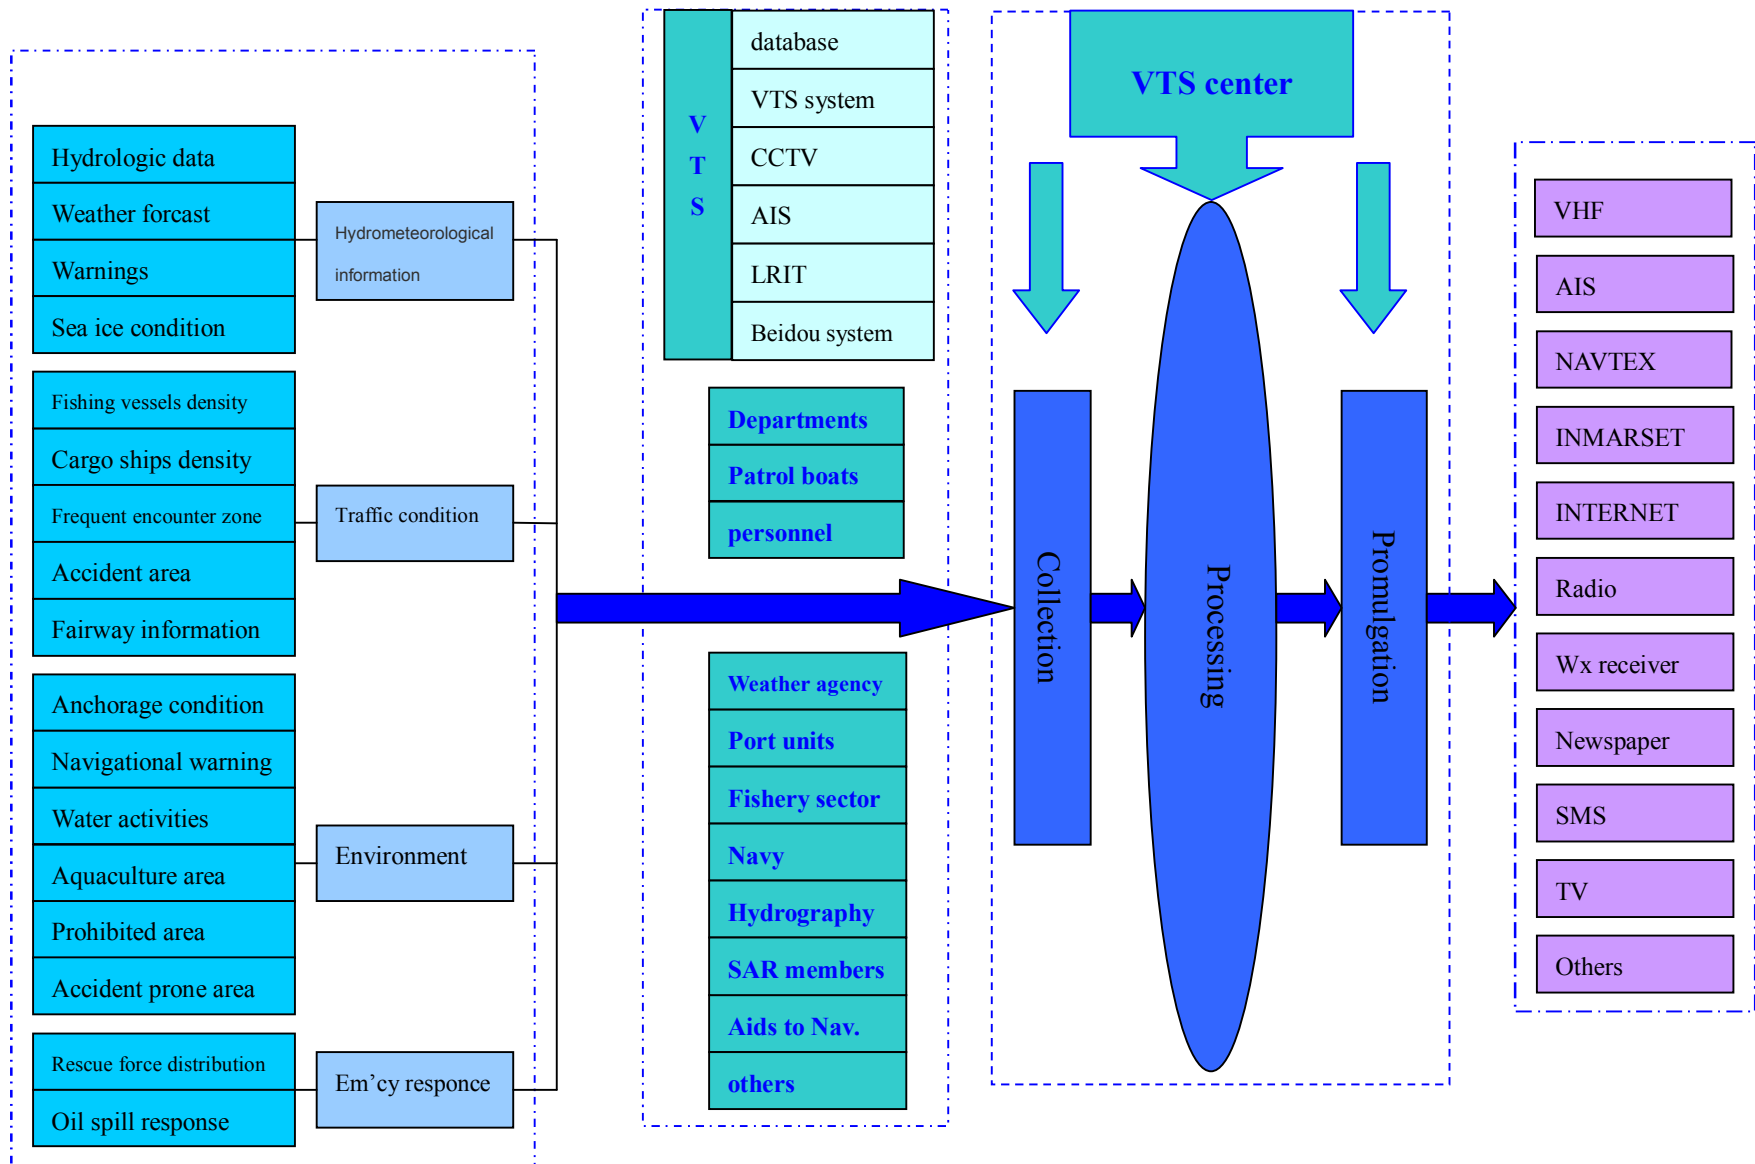 Hydrologic data
Weather forcast
Warnings
Sea ice condition
Hydrometeorological
information
Fishing vessels density
Cargo ships density
Frequent encounter zone
Accident area
Fairway information
Traffic condition
Anchorage condition
Navigational warning
Water activities
Aquaculture area
Prohibited area
Accident prone area
Environment
Rescue force distribution
Oil spill response
Em’cy responce
V
T
S
database
VTS system
CCTV
AIS
LRIT
Beidou system
Departments
Patrol boats
personnel
Weather agency
Port units
Fishery sector
Navy
Hydrography
SAR members
Aids to Nav.
others
VTS center
Collection
Processing
Promulgation
VHF
AIS
NAVTEX
INMARSET
INTERNET
Radio
Wx receiver
Newspaper
SMS
TV
Others